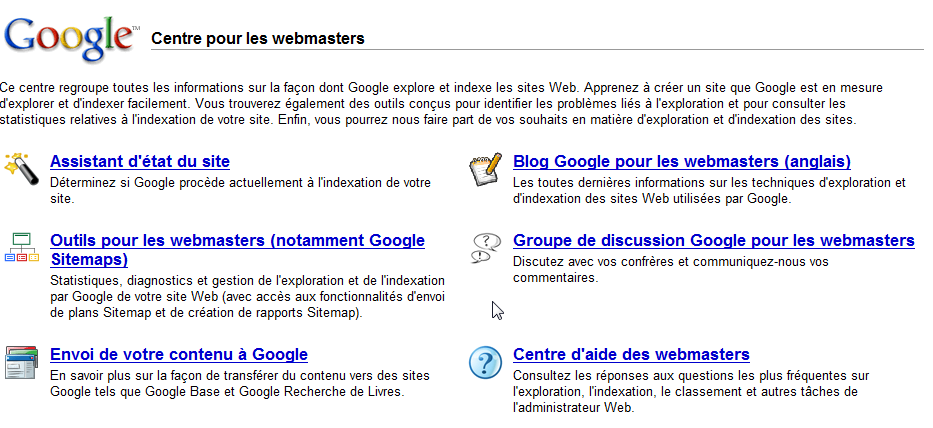 Google™ Centre pour les webmasters
Ce centre regroupe toutes les informations sur la façon dont Google explore et indexe les sites Web. Apprenez à créer un site que Google est en mesure
d'explorer et d'indexer facilement. Vous trouverez également des outils conçus pour identifier les problèmes liés à l'exploration et pour consulter les
statistiques relatives à l'indexation de votre site. Enfin, vous pourrez nous faire part de vos souhaits en matière d'exploration et d'indexation des sites.
Assistant d'état du site
Déterminez si Google procède actuellement à l'indexation de votre
site.
Blog Google pour les webmasters (anglais)
Les toutes dernières informations sur les techniques d'exploration et
d'indexation des sites Web utilisées par Google.
Outils pour les webmasters (notamment Google
Sitemaps)
Statistiques, diagnostics et gestion de l'exploration et de l'indexation
par Google de votre site Web (avec accès aux fonctionnalités d'envoi
de plans Sitemap et de création de rapports Sitemap).
Groupe de discussion Google pour les webmasters
Discutez avec vos confrères et communiquez-nous vos
commentaires.
Envoi de votre contenu à Google
En savoir plus sur la façon de transférer du contenu vers des sites
Google tels que Google Base et Google Recherche de Livres.
Centre d'aide des webmasters
Consultez les réponses aux questions les plus fréquentes sur
l'exploration, l'indexation, le classement et autres tâches de
l'administrateur Web.